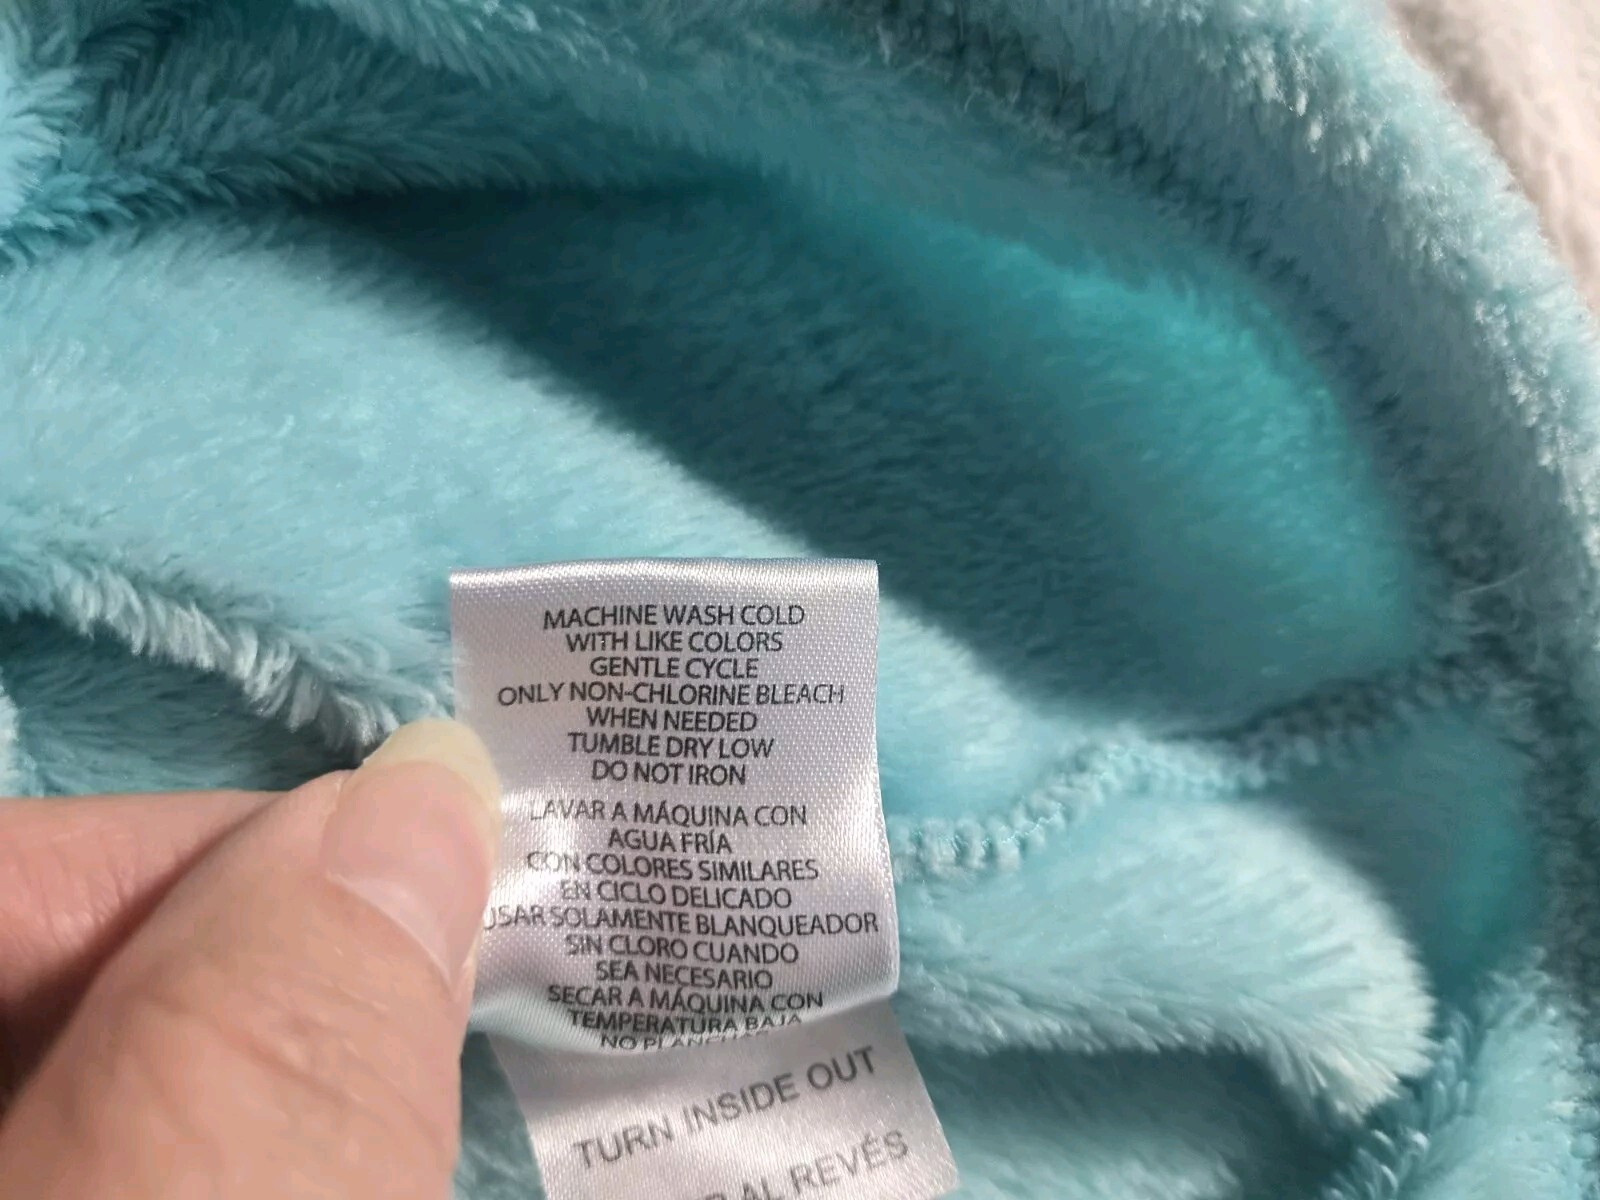 MACHINE WASH COLD
WITH LIKE COLORS
GENTLE CYCLE
ONLY NON-CHLORINE BLEACH
WHEN NEEDED
TUMBLE DRY LOW
DO NOT IRON
LAVAR A MÁQUINA CON
AGUA FRÍA
CON COLORES SIMILARES
EN CICLO DELICADO
USAR SOLAMENTE BLANQUEADOR
SIN CLORO CUANDO
SEA NECESARIO
SECAR A MÁQUINA CON
TEMPERATURA BAJA
NO
TURN INSIDE OUT
AL REVÉS